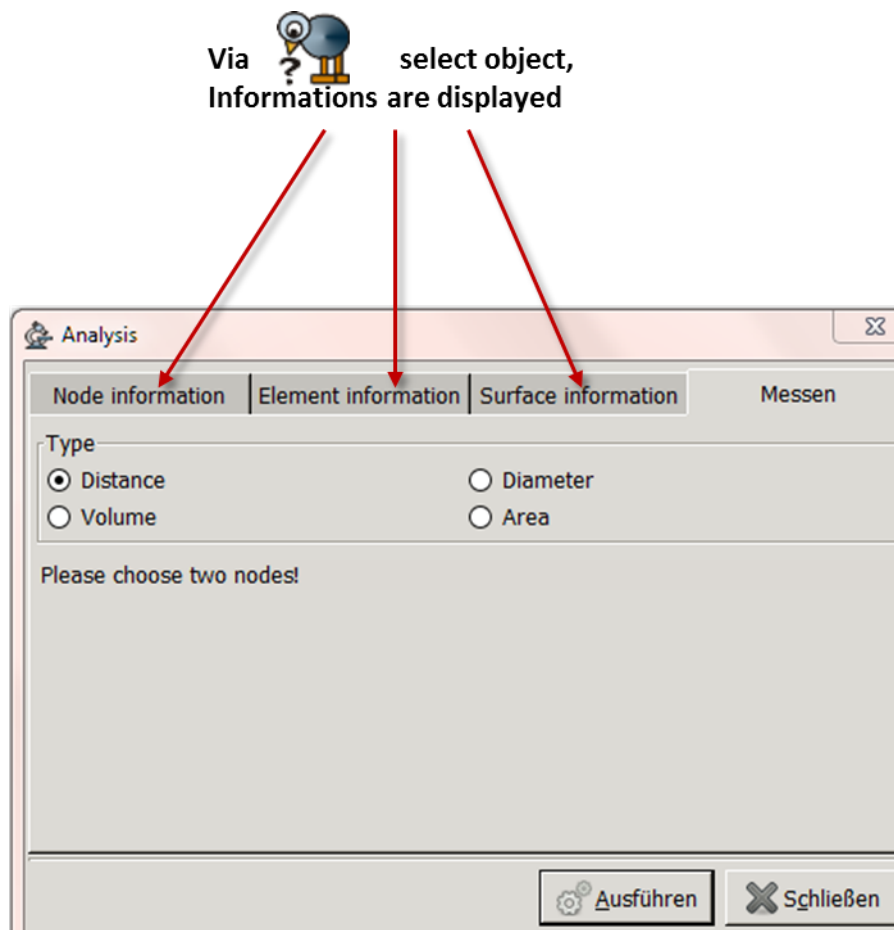 Via ? select object,
Informations are displayed
Analysis
Node information Element information Surface information Messen
Type
Distance Diameter
Volume Area
Please choose two nodes!
Ausführen Schließen